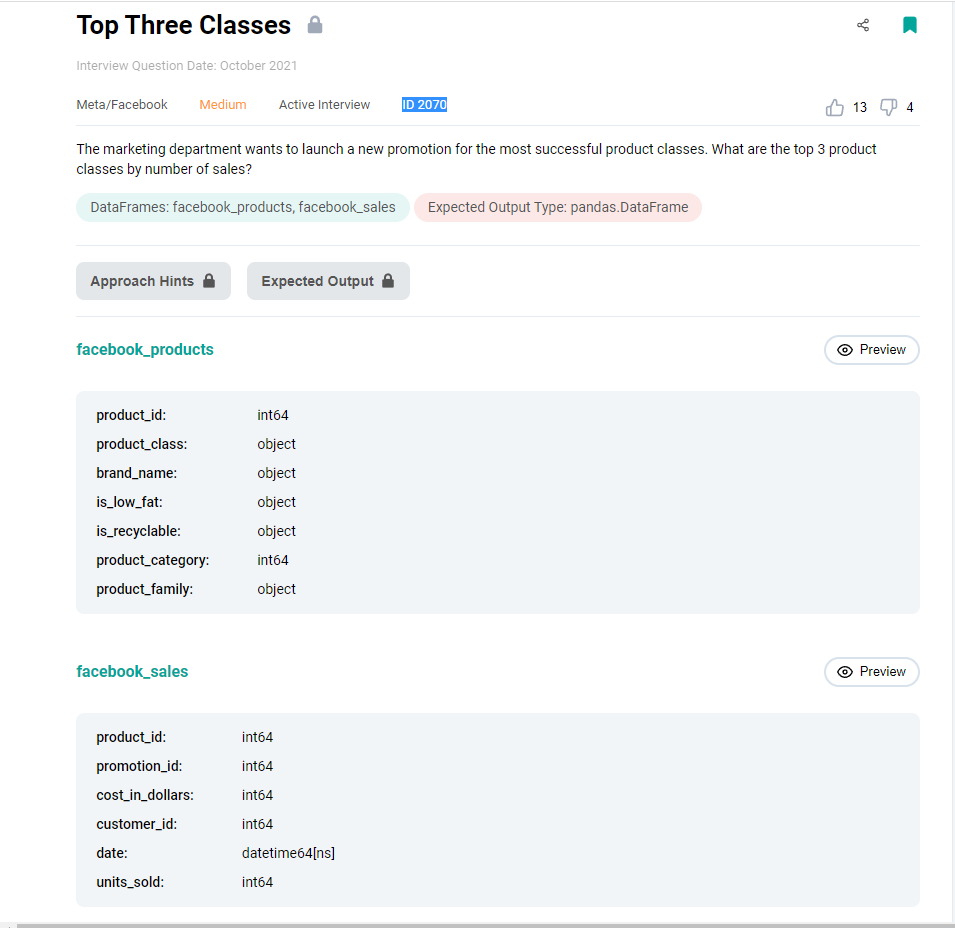 Top Three Classes
Interview Question Date: October 2021
Meta/Facebook Medium Active Interview ID 2070 13 4
The marketing department wants to launch a new promotion for the most successful product classes. What are the top 3 product
classes by number of sales?
DataFrames: facebook_products, facebook_sales Expected Output Type: pandas.DataFrame
Approach Hints Expected Output
facebook_products Preview
product_id: int64
product_class: object
brand_name: object
is_low_fat: object
is_recyclable: object
product_category: int64
product_family: object
facebook_sales Preview
product_id: int64
promotion_id: int64
cost_in_dollars: int64
customer_id: int64
date: datetime64[ns]
units_sold: int64